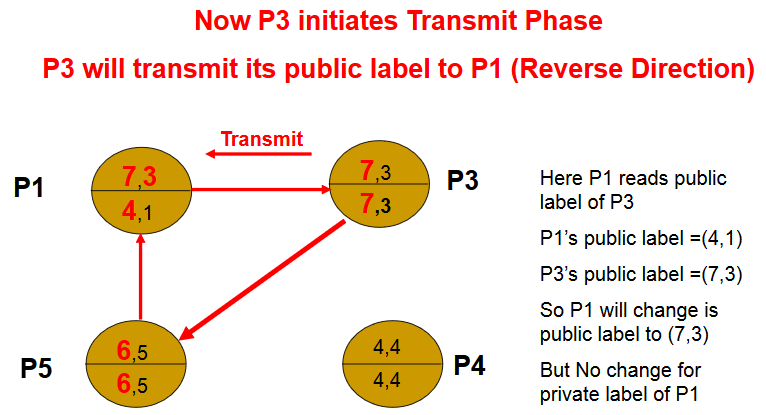 Now P3 initiates Transmit Phase
P3 will transmit its public label to P1 (Reverse Direction)
Transmit
P1
7,3
4,1
7,3
7,3
P3
P5
6,5
6,5
4,4
4,4
P4
Here P1 reads public
label of P3
P1's public label =(4,1)
P3's public label =(7,3)
So P1 will change is
public label to (7,3)
But No change for
private label of P1